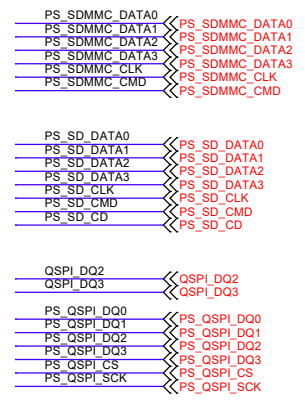 PS_SDMMC_DATA0 PS_SDMMC_DATA0
PS_SDMMC_DATA1 PS_SDMMC_DATA1
PS_SDMMC_DATA2 PS_SDMMC_DATA2
PS_SDMMC_DATA3 PS_SDMMC_DATA3
PS_SDMMC_CLK PS_SDMMC_CLK
PS_SDMMC_CMD PS_SDMMC_CMD
PS_SD_DATA0 PS_SD_DATA0
PS_SD_DATA1 PS_SD_DATA1
PS_SD_DATA2 PS_SD_DATA2
PS_SD_DATA3 PS_SD_DATA3
PS_SD_CLK PS_SD_CLK
PS_SD_CMD PS_SD_CMD
PS_SD_CD PS_SD_CD
QSPI_DQ2 QSPI_DQ2
QSPI_DQ3 QSPI_DQ3
PS_QSPI_DQ0 PS_QSPI_DQ0
PS_QSPI_DQ1 PS_QSPI_DQ1
PS_QSPI_DQ2 PS_QSPI_DQ2
PS_QSPI_DQ3 PS_QSPI_DQ3
PS_QSPI_CS PS_QSPI_CS
PS_QSPI_SCK PS_QSPI_SCK